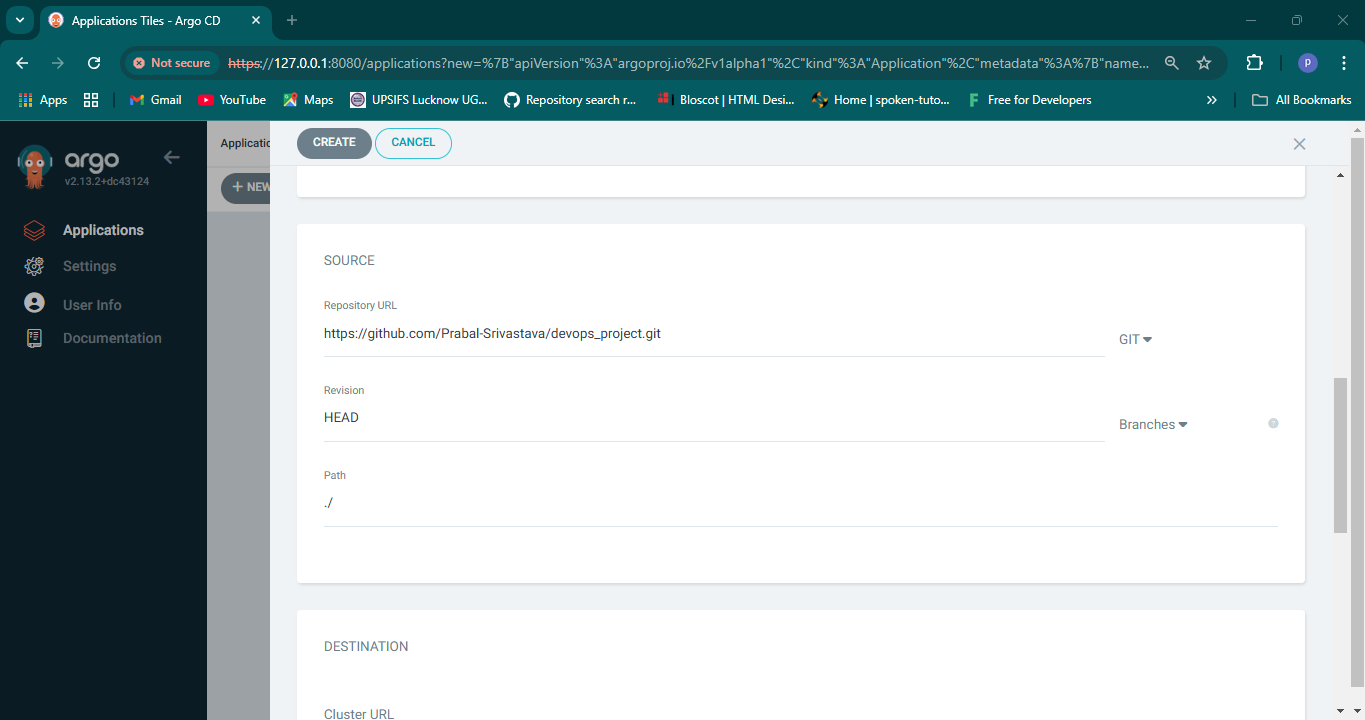 Applications Tiles - Argo CD
Not secure https://127.0.0.1:8080/applications?new=%7B"apiVersion"%3A"argoproj.io%2Fv1alpha1"%2C"kind"%3A"Application"%2C"metadata"%3A%7B"name...
P
Apps Gmail YouTube Maps UPSIFS Lucknow UG... Repository search r... Bloscot | HTML Desi... Home | spoken-tuto... Free for Developers » All Bookmarks
argo
v2.13.2+dc43124
Applications
Settings
User Info
Documentation
Applicatio
+ NEW
CREATE CANCEL
SOURCE
Repository URL
https://github.com/Prabal-Srivastava/devops_project.git
GIT
Revision
HEAD
Branches
?
Path
./
DESTINATION
Cluster URL